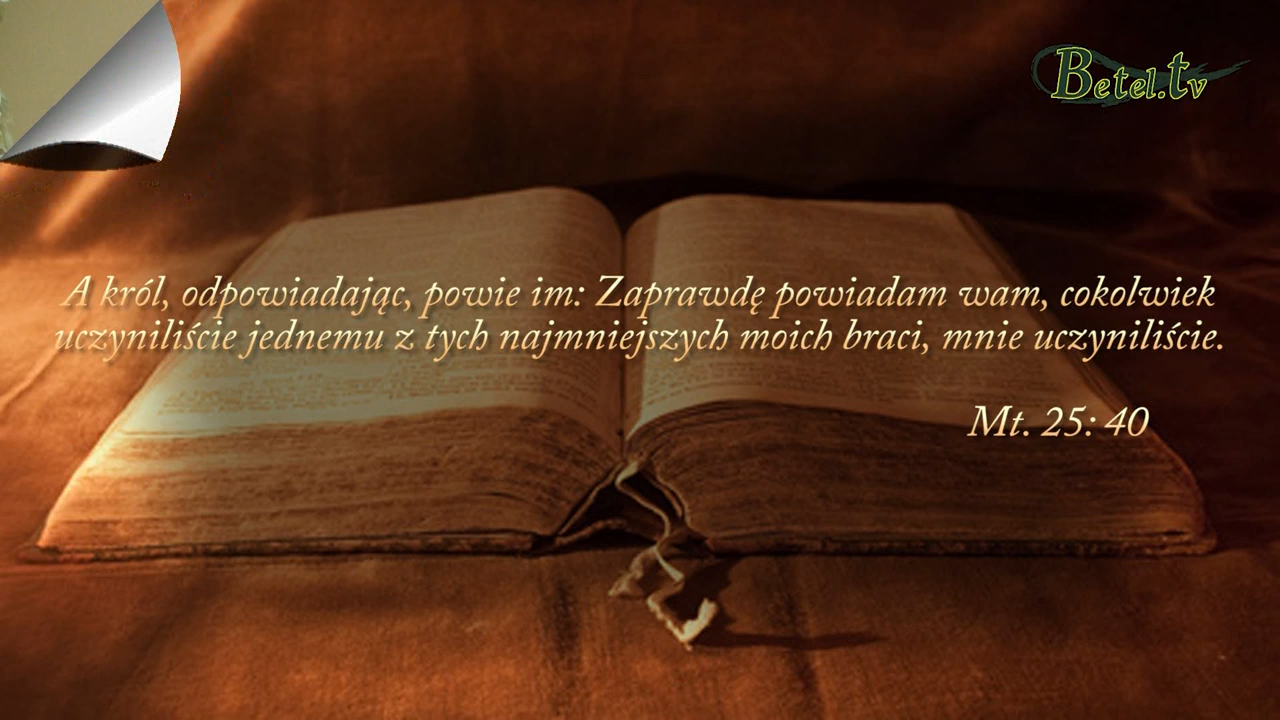 Betel.tv
A król, odpowiadając, powie im: Zaprawdę powiadam wam, cokolwiek
uczyniliście jednemu z tych najmniejszych moich braci, mnie uczyniliście.
Mt. 25: 40